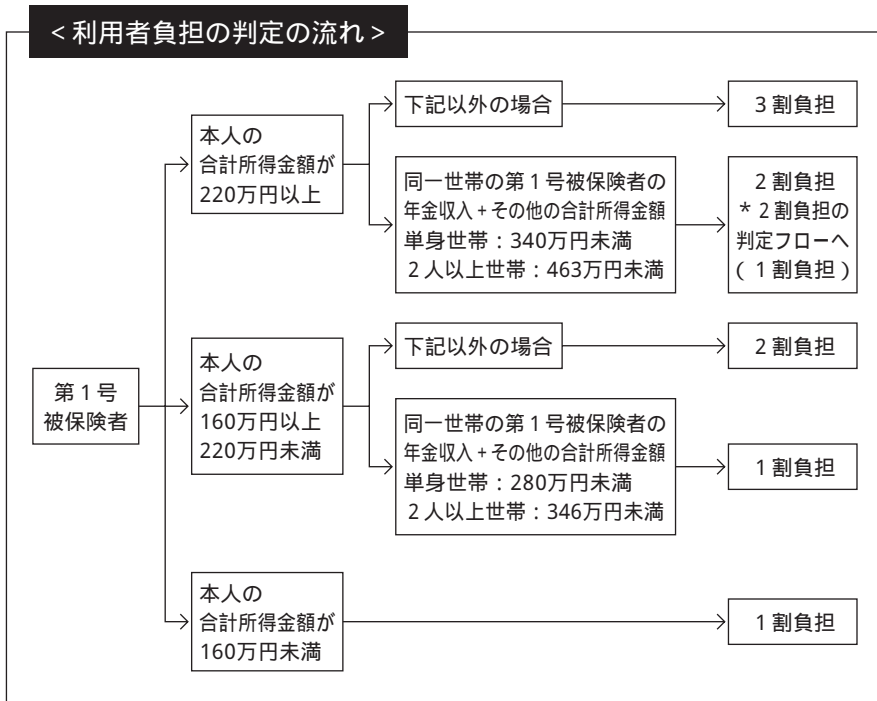 ＜利用者負担の判定の流れ＞
本人の
合計所得金額が
220万円以上
下記以外の場合
３割負担
同一世帯の第１号被保険者の
年金収入＋その他の合計所得金額
単身世帯：340万円未満
２人以上世帯：463万円未満
２割負担
＊２割負担の
判定フローへ
（１割負担）
第１号
被保険者
本人の
合計所得金額が
160万円以上
220万円未満
下記以外の場合
２割負担
同一世帯の第１号被保険者の
年金収入＋その他の合計所得金額
単身世帯：280万円未満
２人以上世帯：346万円未満
１割負担
本人の
合計所得金額が
160万円未満
１割負担